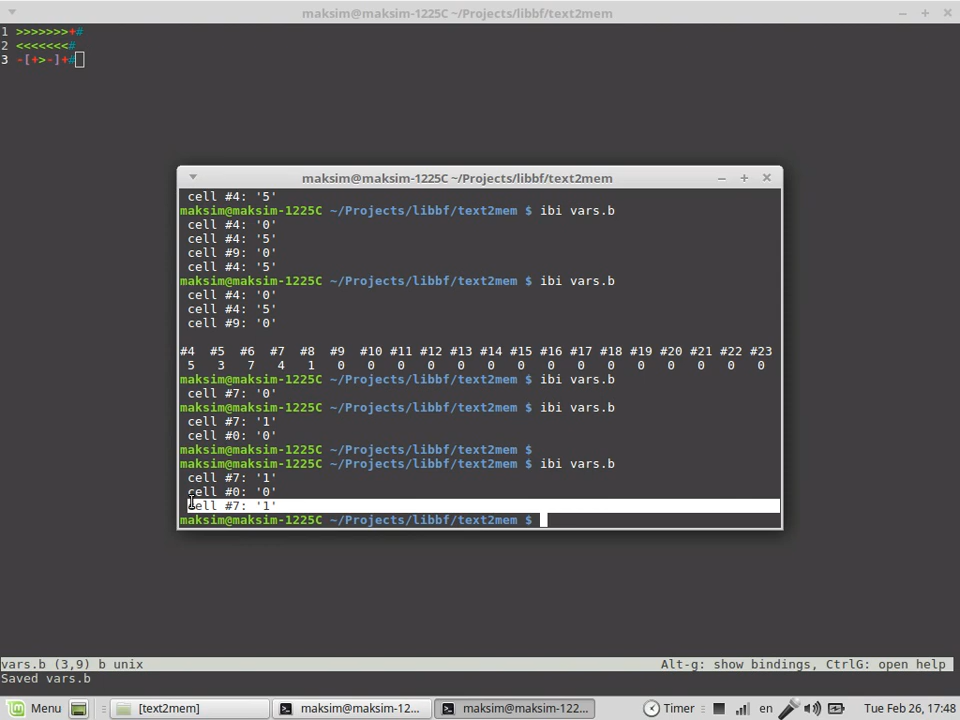 maksim@maksim-1225C ~/Projects/libbf/text2mem
1 >>>>>>>+#
2 <<<<<<<#
3 -[+>-]+#
maksim@maksim-1225C ~/Projects/libbf/text2mem
cell #4: '5'
maksim@maksim-1225C ~/Projects/libbf/text2mem $ ibi vars.b
cell #4: '0'
cell #4: '5'
cell #9: '0'
cell #4: '5'
maksim@maksim-1225C ~/Projects/libbf/text2mem $ ibi vars.b
cell #4: '0'
cell #4: '5'
cell #9: '0'
#4 #5 #6 #7 #8 #9 #10 #11 #12 #13 #14 #15 #16 #17 #18 #19 #20 #21 #22 #23
5 3 7 4 1 0 0 0 0 0 0 0 0 0 0 0 0 0 0 0
maksim@maksim-1225C ~/Projects/libbf/text2mem $ ibi vars.b
cell #7: '0'
maksim@maksim-1225C ~/Projects/libbf/text2mem $ ibi vars.b
cell #7: '1'
cell #0: '0'
maksim@maksim-1225C ~/Projects/libbf/text2mem $
maksim@maksim-1225C ~/Projects/libbf/text2mem $ ibi vars.b
cell #7: '1'
cell #0: '0'
cell #7: '1'
maksim@maksim-1225C ~/Projects/libbf/text2mem $
vars.b (3,9) b unix Alt-g: show bindings, CtrlG: open help
Saved vars.b
Menu [text2mem] maksim@maksim-12... maksim@maksim-122... Timer en Tue Feb 26, 17:48